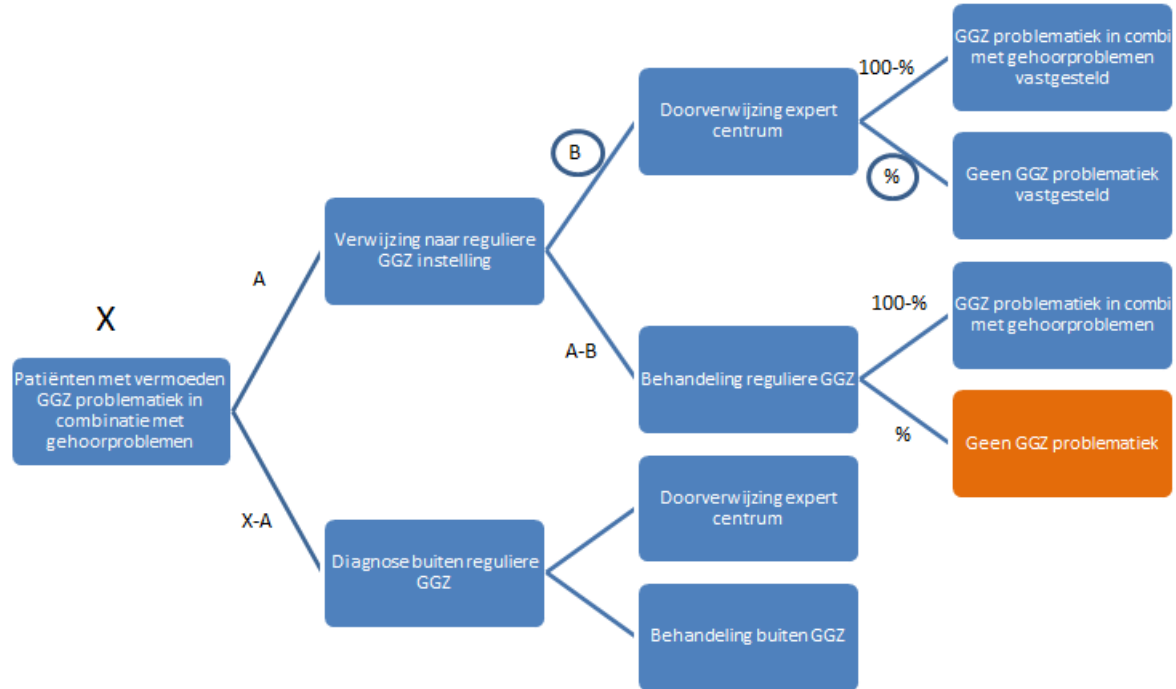 X
Patiënten met vermoeden
GGZ problematiek in
combinatie met
gehoorproblemen
A
X-A
Verwijzing naar reguliere
GGZ instelling
Diagnose buiten reguliere
GGZ
B
A-B
Doorverwijzing expert
centrum
Behandeling reguliere GGZ
Doorverwijzing expert
centrum
Behandeling buiten GGZ
100-%
%
100-%
%
GGZ problematiek in combi
met gehoorproblemen
vastgesteld
Geen GGZ problematiek
vastgesteld
GGZ problematiek in combi
met gehoorproblemen
Geen GGZ problematiek